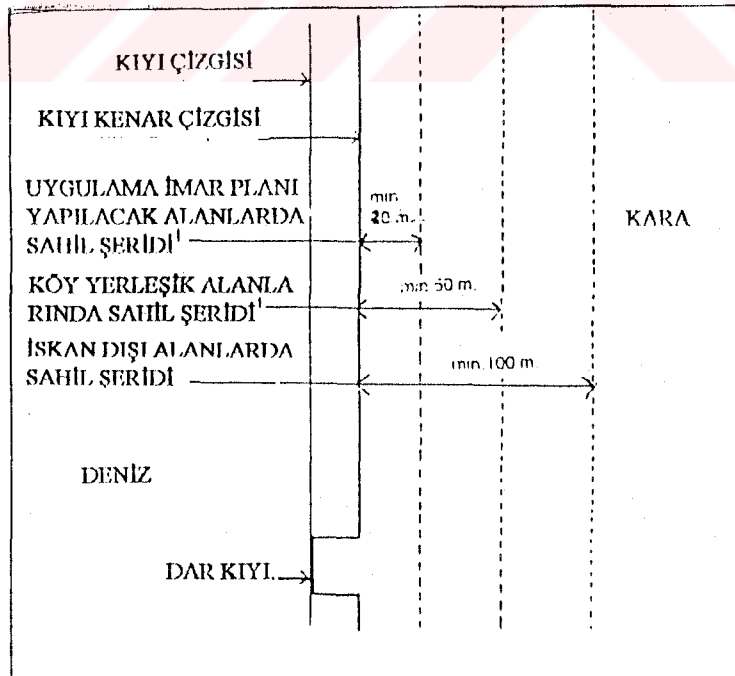 KIYI ÇİZGİSİ
KIYI KENAR ÇİZGİSİ
UYGULAMA İMAR PLANI
YAPILACAK ALANLARDA
SAHİL ŞERİDİ¹
min
20 m.
KARA
KÖY YERLEŞİK ALANLA
RINDA SAHİL ŞERİDİ¹
min 50 m.
İSKAN DIŞI ALANLARDA
SAHİL ŞERİDİ
min. 100 m.
DENİZ
DAR KIYI.